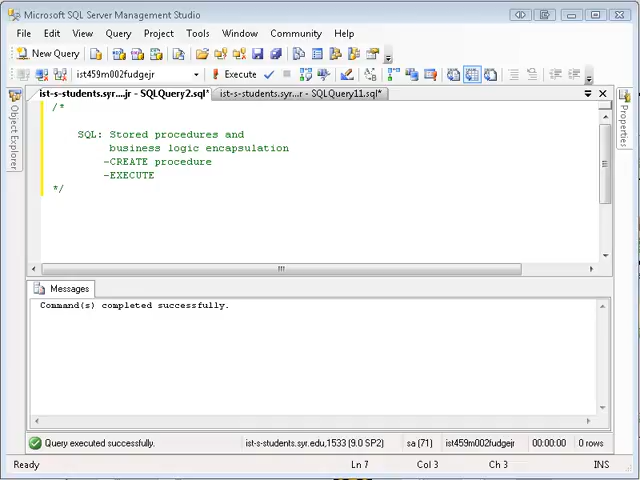 Microsoft SQL Server Management Studio
File Edit View Query Project Tools Window Community Help
New Query
ist459m002fudgejr Execute
ist-s-students.syr....jr - SQLQuery2.sql* ist-s-students.syr...r - SQLQuery11.sql*
Object Explorer
Properties
/*
SQL: Stored procedures and
business logic encapsulation
-CREATE procedure
-EXECUTE
*/
Messages
Command(s) completed successfully.
Query executed successfully. ist-s-students.syr.edu,1533 (9.0 SP2) sa (71) ist459m002fudgejr 00:00:00 0 rows
Ready Ln 7 Col 3 Ch 3 INS